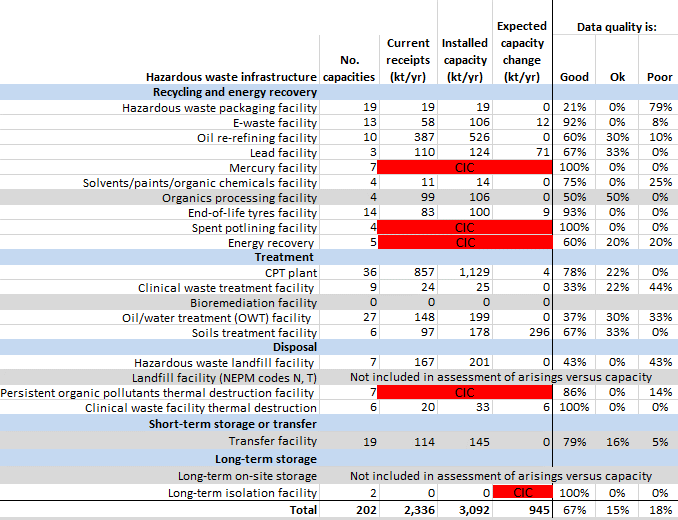 Expected
Current Installed capacity Data quality is:
No. receipts capacity change
Hazardous waste infrastructure capacities (kt/yr) (kt/yr) (kt/yr) Good Ok Poor
Recycling and energy recovery
Hazardous waste packaging facility 19 19 19 0 21% 0% 79%
E-waste facility 13 58 106 12 92% 0% 8%
Oil re-refining facility 10 387 526 0 60% 30% 10%
Lead facility 3 110 124 71 67% 33% 0%
Mercury facility 7 CIC 100% 0% 0%
Solvents/paints/organic chemicals facility 4 11 14 0 75% 0% 25%
Organics processing facility 4 99 106 0 50% 50% 0%
End-of-life tyres facility 14 83 100 9 93% 0% 0%
Spent potlining facility 4 CIC 100% 0% 0%
Energy recovery 5 CIC 60% 20% 20%
Treatment
CPT plant 36 857 1,129 4 78% 22% 0%
Clinical waste treatment facility 9 24 25 0 33% 22% 44%
Bioremediation facility 0 0 0 0
Oil/water treatment (OWT) facility 27 148 199 0 37% 30% 33%
Soils treatment facility 6 97 178 296 67% 33% 0%
Disposal
Hazardous waste landfill facility 7 167 201 0 43% 0% 43%
Landfill facility (NEPM codes N, T) Not included in assessment of arisings versus capacity
Persistent organic pollutants thermal destruction facility 7 CIC 86% 0% 14%
Clinical waste facility thermal destruction 6 20 33 6 100% 0% 0%
Short-term storage or transfer
Transfer facility 19 114 145 0 79% 16% 5%
Long-term storage
Long-term on-site storage Not included in assessment of arisings versus capacity
Long-term isolation facility 2 0 0 CIC 100% 0% 0%
Total 202 2,336 3,092 945 67% 15% 18%